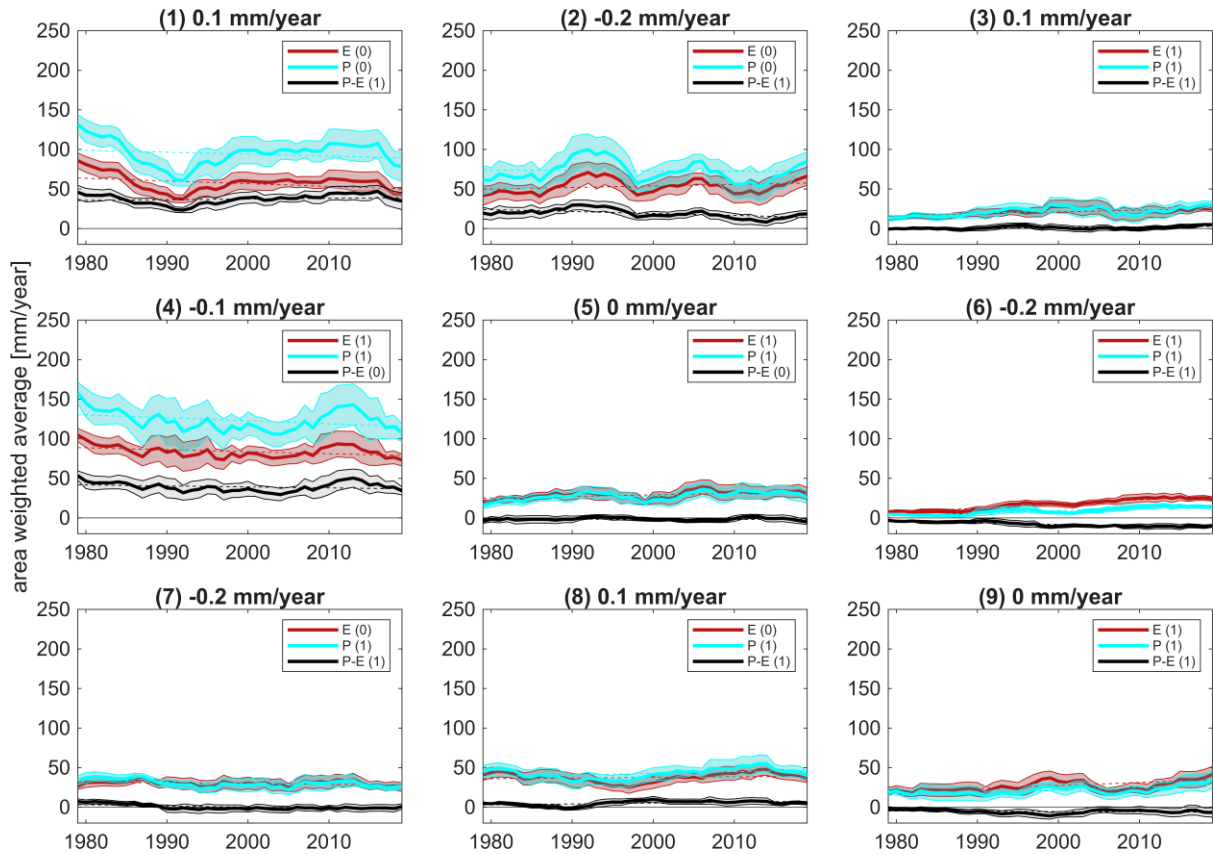 (1) 0.1 mm/year
(2) -0.2 mm/year
(3) 0.1 mm/year
250
200
150
100
50
0
E (0)
P (0)
P-E (1)
1980 1990 2000 2010
250
200
150
100
50
0
E (0)
P (0)
P-E (1)
1980 1990 2000 2010
250
200
150
100
50
0
E (1)
P (1)
P-E (1)
1980 1990 2000 2010
area weighted average [mm/year]
(4) -0.1 mm/year
(5) 0 mm/year
(6) -0.2 mm/year
250
200
150
100
50
0
E (1)
P (1)
P-E (0)
1980 1990 2000 2010
250
200
150
100
50
0
E (1)
P (1)
P-E (0)
1980 1990 2000 2010
250
200
150
100
50
0
E (1)
P (1)
P-E (1)
1980 1990 2000 2010
(7) -0.2 mm/year
(8) 0.1 mm/year
(9) 0 mm/year
250
200
150
100
50
0
E (0)
P (1)
P-E (1)
1980 1990 2000 2010
250
200
150
100
50
0
E (0)
P (1)
P-E (1)
1980 1990 2000 2010
250
200
150
100
50
0
E (1)
P (1)
P-E (1)
1980 1990 2000 2010